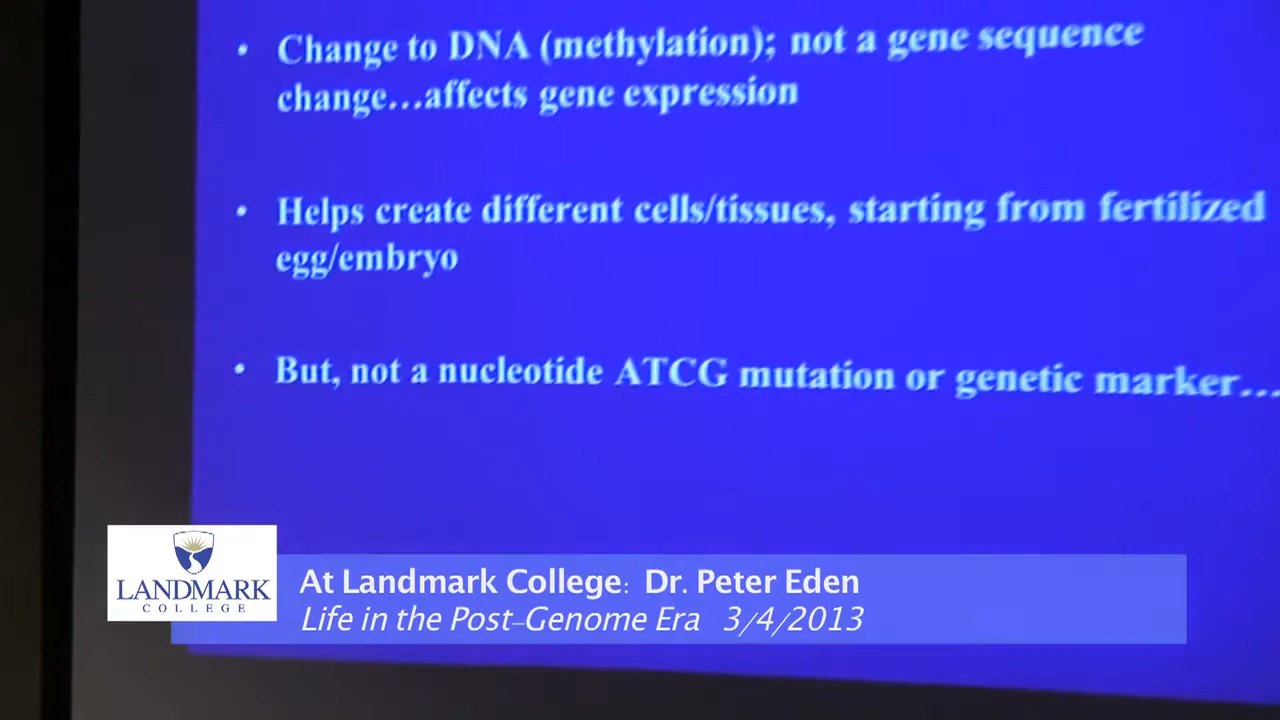 • Change to DNA (methylation); not a gene sequence
change…affects gene expression
• Helps create different cells/tissues, starting from fertilized
egg/embryo
• But, not a nucleotide ATCG mutation or genetic marker…
LANDMARK
COLLEGE
At Landmark College: Dr. Peter Eden
Life in the Post-Genome Era 3/4/2013